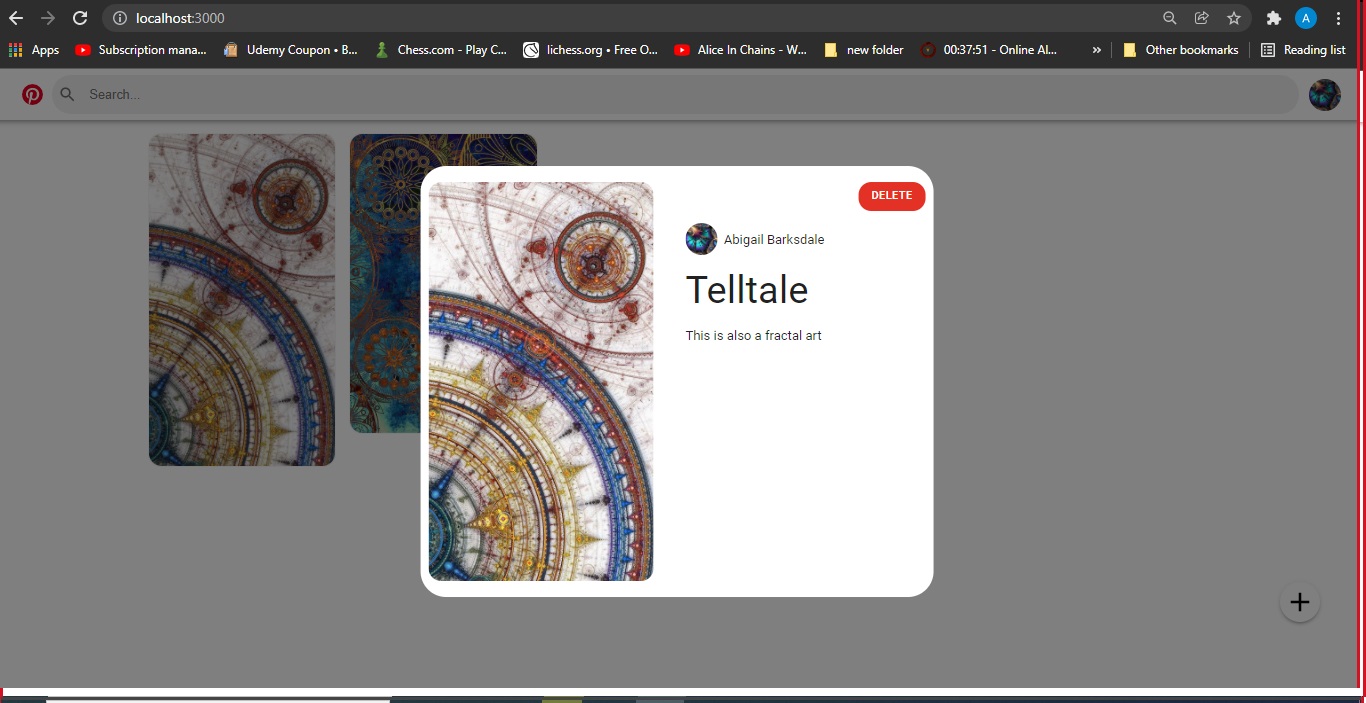 localhost:3000
A
Apps
Subscription mana...
Udemy Coupon • B...
Chess.com - Play C...
lichess.org • Free O...
Alice In Chains - W...
new folder
00:37:51 - Online Al...
»
Other bookmarks
Reading list
Search...
DELETE
Abigail Barksdale
Telltale
This is also a fractal art